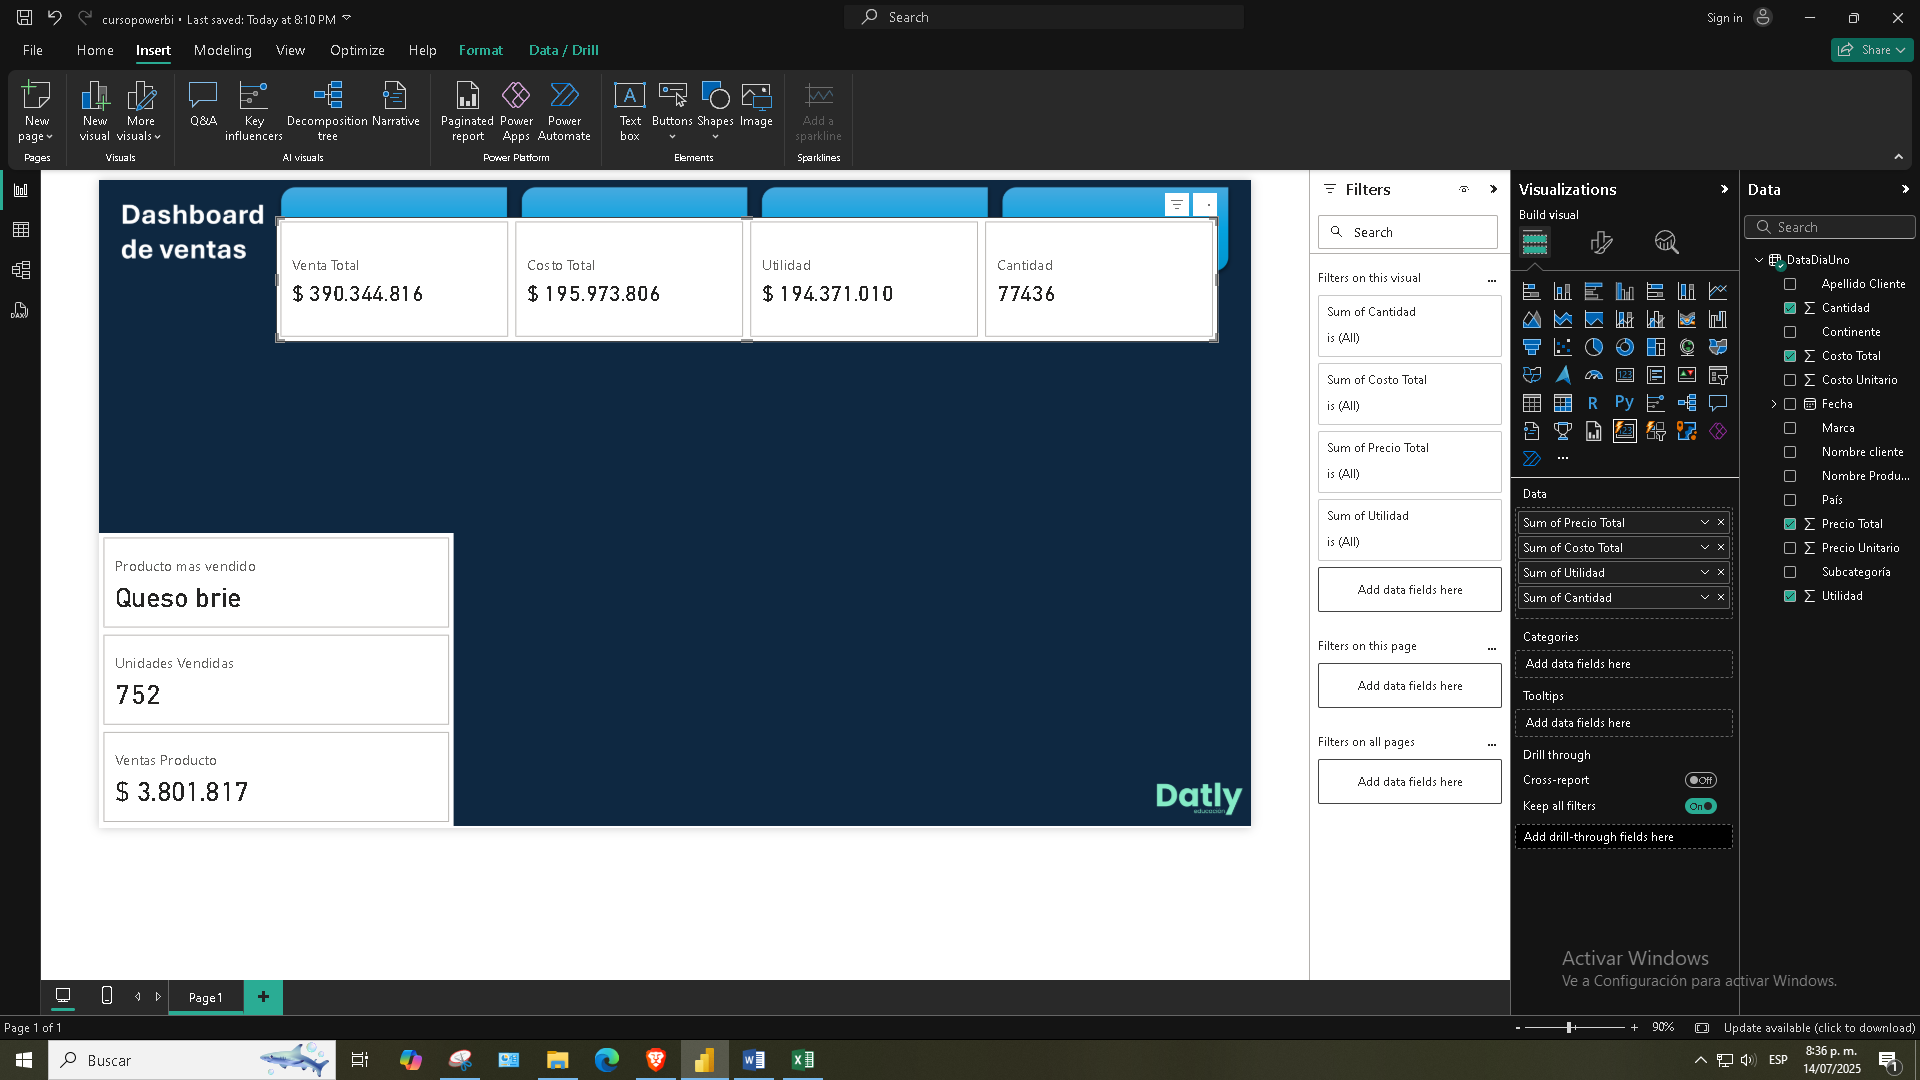 cursopowerbi • Last saved: Today at 8:10 PM
Search
Sign in
File
Home
Insert
Modeling
View
Optimize
Help
Format
Data / Drill
Share
New page
New visual
More visuals
Q&A
Key influencers
Decomposition tree
Narrative
Paginated report
Power Apps
Power Automate
Text box
Buttons
Shapes
Image
Add a sparkline
Pages
Visuals
AI visuals
Power Platform
Elements
Sparklines
Dashboard
de ventas
Venta Total
$ 390.344.816
Costo Total
$ 195.973.806
Utilidad
$ 194.371.010
Cantidad
77436
Producto mas vendido
Queso brie
Unidades Vendidas
752
Ventas Producto
$ 3.801.817
Datly
educación
Filters
Search
Filters on this visual
...
Sum of Cantidad
is (All)
Sum of Costo Total
is (All)
Sum of Precio Total
is (All)
Sum of Utilidad
is (All)
Add data fields here
Filters on this page
...
Add data fields here
Filters on all pages
...
Add data fields here
Visualizations
Build visual
123
R
Py
123
...
Data
Sum of Precio Total
Sum of Costo Total
Sum of Utilidad
Sum of Cantidad
Categories
Add data fields here
Tooltips
Add data fields here
Drill through
Cross-report
Off
Keep all filters
On
Add drill-through fields here
Data
Search
DataDiaUno
Apellido Cliente
Cantidad
Continente
Costo Total
Costo Unitario
Fecha
Marca
Nombre cliente
Nombre Produ...
País
Precio Total
Precio Unitario
Subcategoría
Utilidad
Activar Windows
Ve a Configuración para activar Windows.
Page 1
Page 1 of 1
- + 90%
Update available (click to download)
Buscar
ESP
8:36 p. m.
14/07/2025
1